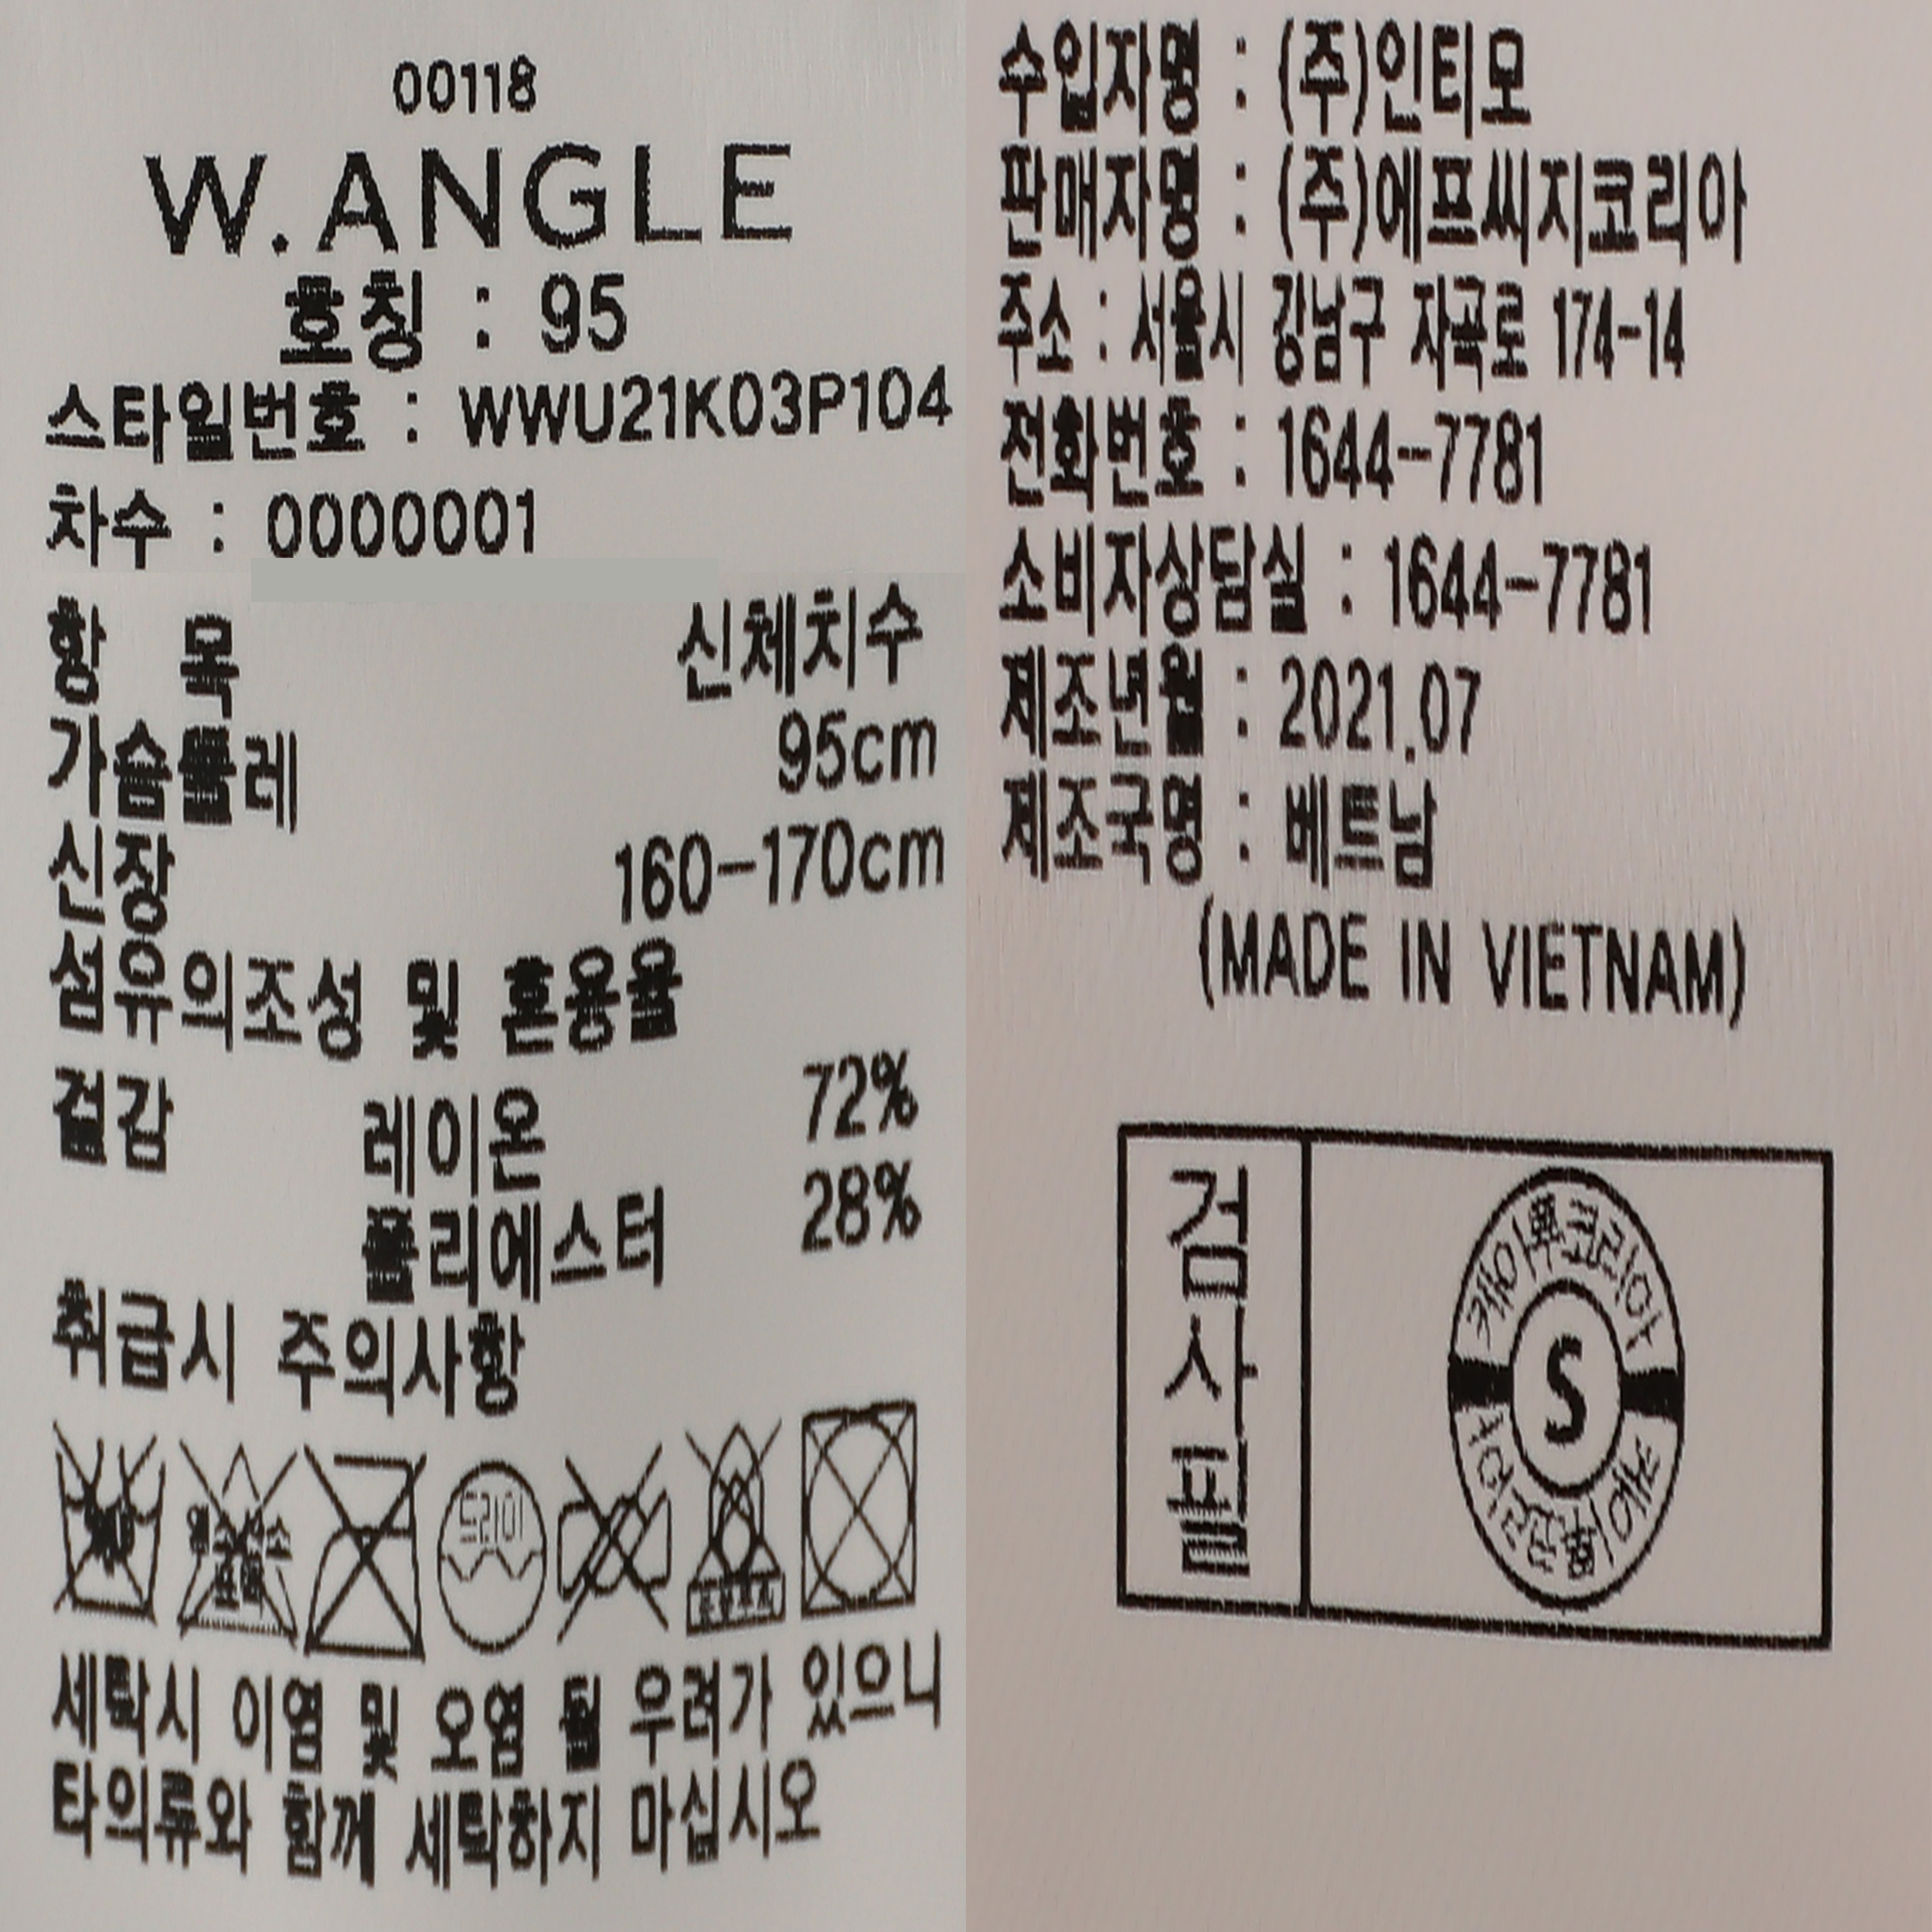 00118
W.ANGLE
호칭 : 95
스타일번호 : WWU21K03P104
차수 : 0000001
항 목 신체치수
가슴둘레 95cm
신장 160-170cm
섬유의조성 및 혼용율
겉감 레이온 72%
폴리에스터 28%
취급시 주의사항
드라이
세탁시 이염 및 오염 될 우려가 있으니
타의류와 함께 세탁하지 마십시오
수입자명 : (주)인티모
판매자명 : (주)에프씨지코리아
주소 : 서울시 강남구 자곡로 174-14
전화번호 : 1644-7781
소비자상담실 : 1644-7781
제조년월 : 2021.07
제조국명 : 베트남
(MADE IN VIETNAM)
검사필
S